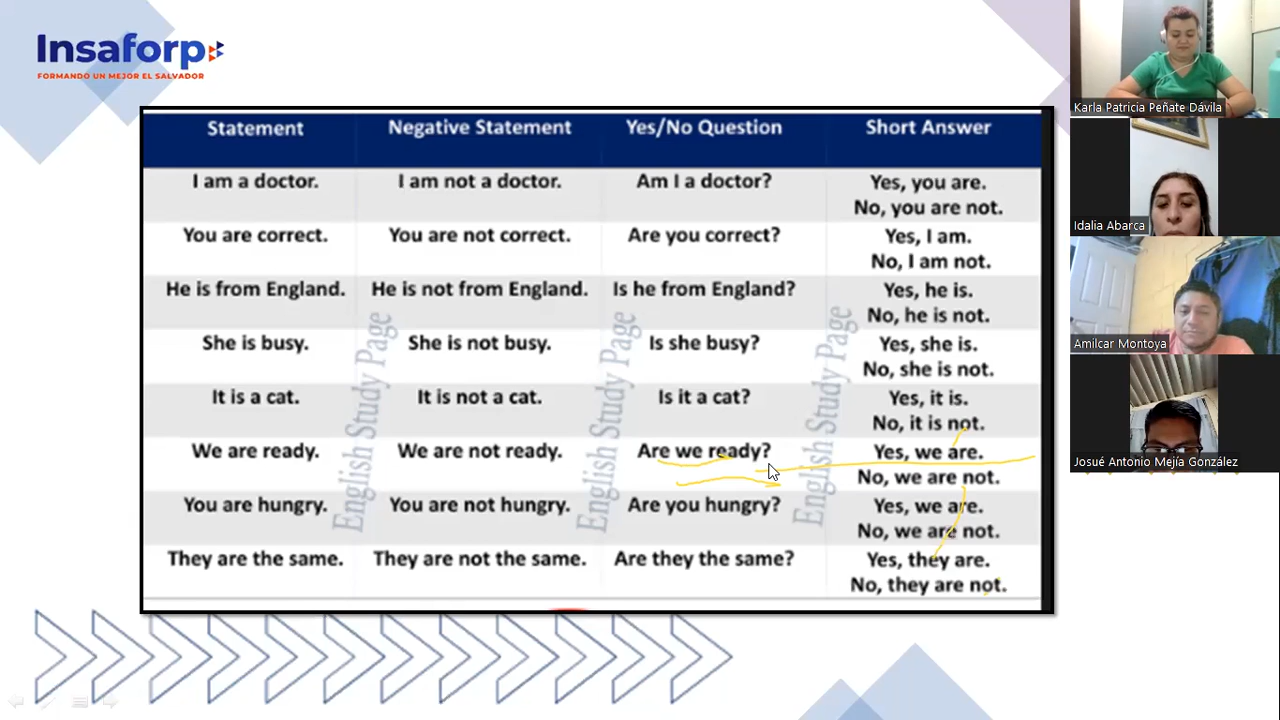 Insaforp
FORMANDO UN MEJOR EL SALVADOR
Statement Negative Statement Yes/No Question Short Answer
I am a doctor. I am not a doctor. Am I a doctor? Yes, you are.
No, you are not.
You are correct. You are not correct. Are you correct? Yes, I am.
No, I am not.
He is from England. He is not from England. Is he from England? Yes, he is.
No, he is not.
She is busy. She is not busy. Is she busy? Yes, she is.
No, she is not.
It is a cat. It is not a cat. Is it a cat? Yes, it is.
No, it is not.
We are ready. We are not ready. Are we ready? Yes, we are.
No, we are not.
You are hungry. You are not hungry. Are you hungry? Yes, we are.
No, we are not.
They are the same. They are not the same. Are they the same? Yes, they are.
No, they are not.
English Study Page
English Study Page
English Study Page
Karla Patricia Peñate Dávila
Idalia Abarca
Amilcar Montoya
Josué Antonio Mejía González